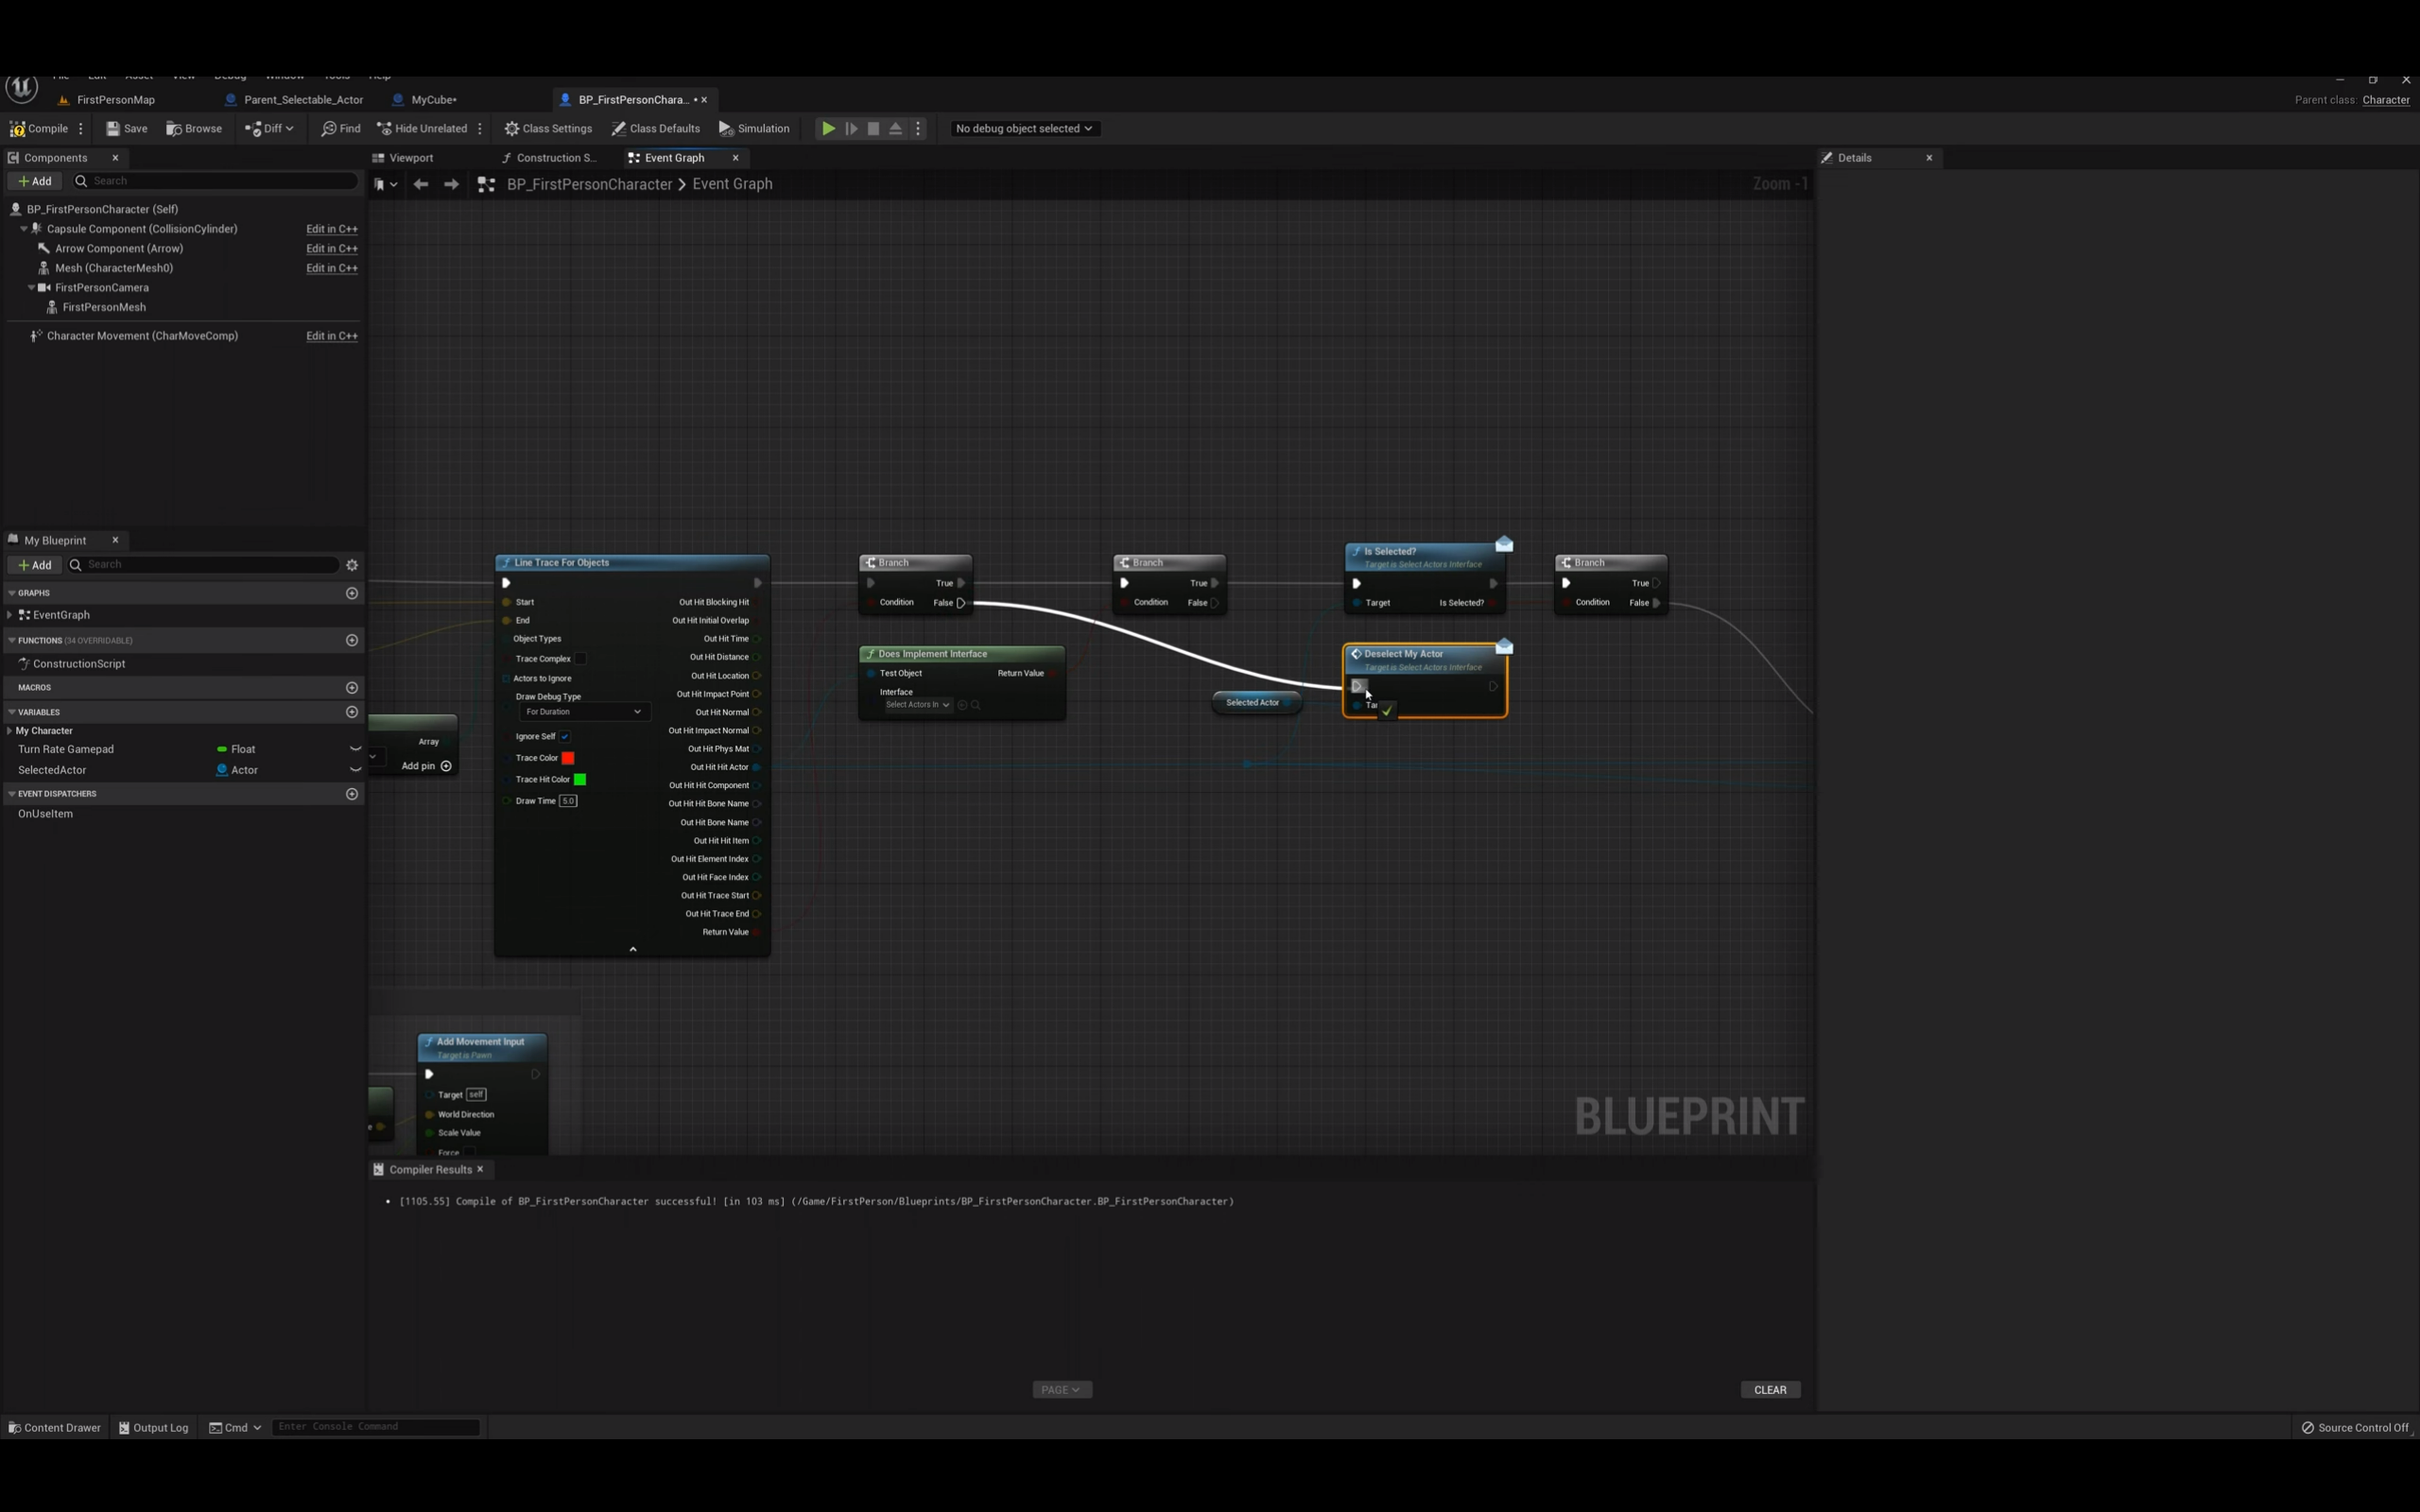 FirstPersonMap
Parent_Selectable_Actor
MyCube•
BP_FirstPersonChara... •
Parent class: Character
Compile
Save
Browse
Diff
Find
Hide Unrelated
Class Settings
Class Defaults
Simulation
No debug object selected
Components
Add
Search
BP_FirstPersonCharacter (Self)
Capsule Component (CollisionCylinder) Edit in C++
Arrow Component (Arrow) Edit in C++
Mesh (CharacterMesh0) Edit in C++
FirstPersonCamera
FirstPersonMesh
Character Movement (CharMoveComp) Edit in C++
My Blueprint
Add
Search
GRAPHS
EventGraph
FUNCTIONS (34 OVERRIDABLE)
ConstructionScript
MACROS
VARIABLES
My Character
Turn Rate Gamepad Float
SelectedActor Actor
EVENT DISPATCHERS
OnUseItem
Viewport
Construction S...
Event Graph
BP_FirstPersonCharacter > Event Graph
Zoom -1
Array
Add pin
Line Trace For Objects
Start
End
Object Types
Trace Complex
Actors to Ignore
Draw Debug Type
For Duration
Ignore Self
Trace Color
Trace Hit Color
Draw Time 5.0
Out Hit Blocking Hit
Out Hit Initial Overlap
Out Hit Time
Out Hit Distance
Out Hit Location
Out Hit Impact Point
Out Hit Normal
Out Hit Impact Normal
Out Hit Phys Mat
Out Hit Hit Actor
Out Hit Hit Component
Out Hit Hit Bone Name
Out Hit Bone Name
Out Hit Hit Item
Out Hit Element Index
Out Hit Face Index
Out Hit Trace Start
Out Hit Trace End
Return Value
Branch
True
Condition False
Does Implement Interface
Test Object Return Value
Interface
Select Actors In
Branch
True
Condition False
Is Selected?
Target is Select Actors Interface
Target Is Selected?
Branch
True
Condition False
Selected Actor
Deselect My Actor
Target is Select Actors Interface
Tar
Add Movement Input
Target is Pawn
Target self
World Direction
Scale Value
Force
BLUEPRINT
Details
Compiler Results
• [1105.55] Compile of BP_FirstPersonCharacter successful! [in 103 ms] (/Game/FirstPerson/Blueprints/BP_FirstPersonCharacter.BP_FirstPersonCharacter)
PAGE
CLEAR
Content Drawer
Output Log
Cmd
Enter Console Command
Source Control Off